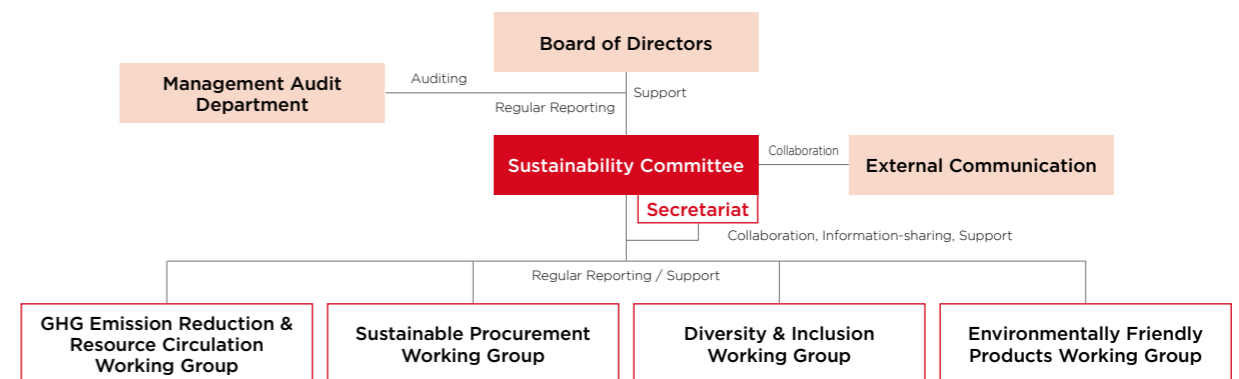 Board of Directors
Management Audit
Department
Auditing
Support
Regular Reporting
Sustainability Committee
Collaboration
External Communication
Secretariat
Collaboration, Information-sharing, Support
Regular Reporting / Support
GHG Emission Reduction &
Resource Circulation
Working Group
Sustainable Procurement
Working Group
Diversity & Inclusion
Working Group
Environmentally Friendly
Products Working Group